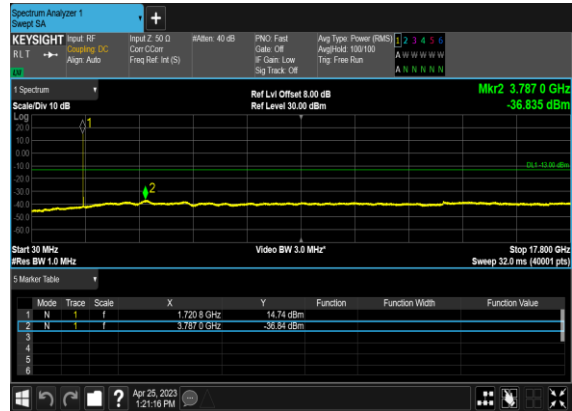 Spectrum Analyzer 1
Swept SA
+
KEYSIGHT Input: RF Input Z: 50 Ω #Atten: 40 dB PNO: Fast Avg Type: Power (RMS) 1 2 3 4 5 6
RLT Coupling: DC Corr CCorr Gate: Off Avg|Hold: 100/100 A W W W W W
Align: Auto Freq Ref: Int (S) IF Gain: Low Trig: Free Run
Sig Track: Off A N N N N N
1 Spectrum Ref Lvl Offset 8.00 dB Mkr2 3.787 0 GHz
Scale/Div 10 dB Ref Level 30.00 dBm -36.835 dBm
Log
20.0
1
10.0
0.00
-10.0
DL1 -13.00 dBm
-20.0
-30.0
2
-40.0
-50.0
-60.0
Start 30 MHz Video BW 3.0 MHz* Stop 17.800 GHz
#Res BW 1.0 MHz Sweep 32.0 ms (40001 pts)
5 Marker Table
Mode Trace Scale X Y Function Function Width Function Value
1 N 1 f 1.720 8 GHz 14.74 dBm
2 N 1 f 3.787 0 GHz -36.84 dBm
3
4
5
6
? Apr 25, 2023
1:21:16 PM